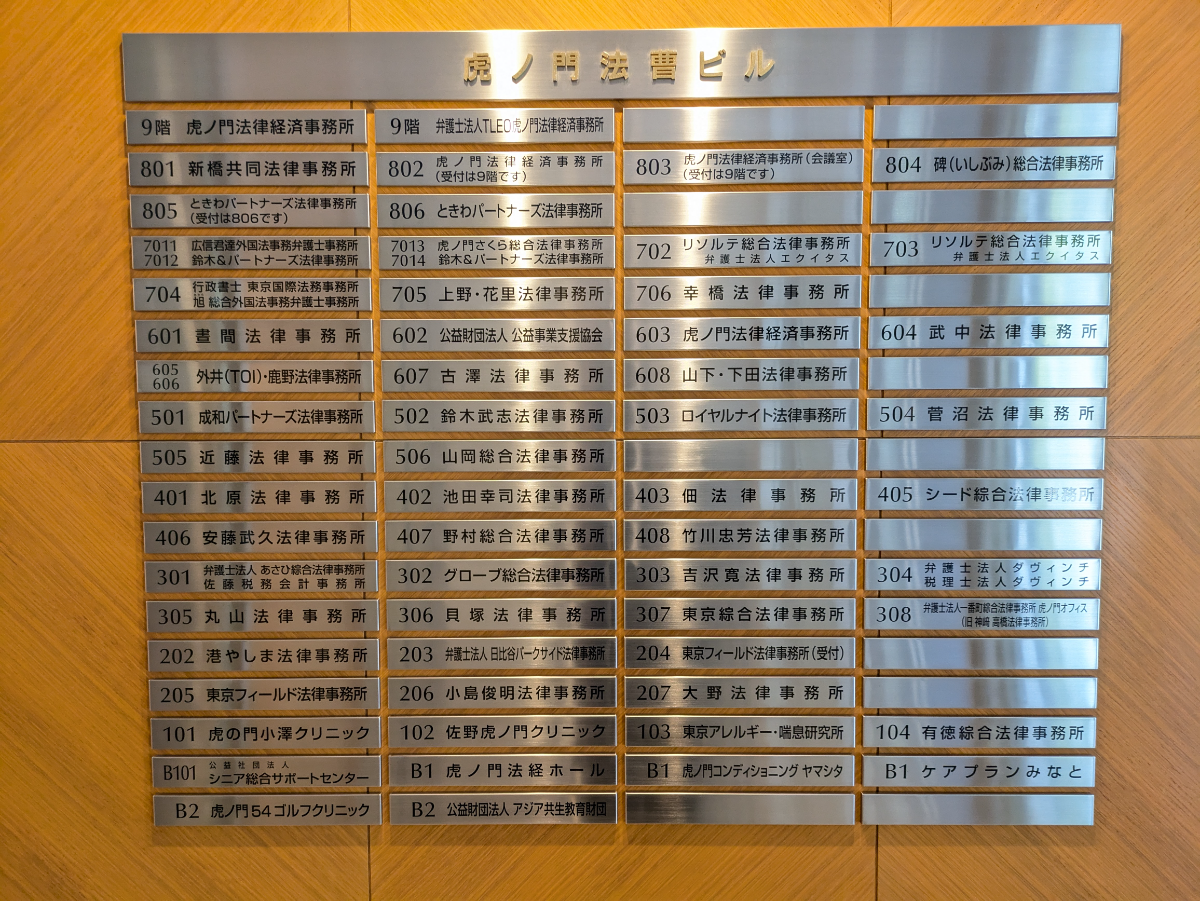 虎ノ門法曹ビル
9階 虎ノ門法律経済事務所
9階 弁護士法人TLEO虎ノ門法律経済事務所
801 新橋共同法律事務所
802 虎ノ門法律経済事務所
(受付は9階です)
803 虎ノ門法律経済事務所(会議室)
(受付は9階です)
804 碑(いしぶみ)総合法律事務所
805 ときわパートナーズ法律事務所
(受付は806です)
806 ときわパートナーズ法律事務所
7011 広信君達外国法事務弁護士事務所
7012 鈴木&パートナーズ法律事務所
7013 虎ノ門さくら総合法律事務所
7014 鈴木&パートナーズ法律事務所
702 リソルテ総合法律事務所
弁護士法人エクイタス
703 リソルテ総合法律事務所
弁護士法人エクイタス
704 行政書士 東京国際法務事務所
旭 総合外国法事務弁護士事務所
705 上野・花里法律事務所
706 幸橋法律事務所
601 晝間法律事務所
602 公益財団法人 公益事業支援協会
603 虎ノ門法律経済事務所
604 武中法律事務所
605
606 外井(TOI)・鹿野法律事務所
607 古澤法律事務所
608 山下・下田法律事務所
501 成和パートナーズ法律事務所
502 鈴木武志法律事務所
503 ロイヤルナイト法律事務所
504 菅沼法律事務所
505 近藤法律事務所
506 山岡総合法律事務所
401 北原法律事務所
402 池田幸司法律事務所
403 佃法律事務所
405 シード綜合法律事務所
406 安藤武久法律事務所
407 野村総合法律事務所
408 竹川忠芳法律事務所
301 弁護士法人 あさひ綜合法律事務所
佐藤税務会計事務所
302 グローブ総合法律事務所
303 吉沢寛法律事務所
304 弁護士法人ダヴィンチ
税理士法人ダヴィンチ
305 丸山法律事務所
306 貝塚法律事務所
307 東京綜合法律事務所
308 弁護士法人一番町綜合法律事務所 虎ノ門オフィス
(旧 神﨑 高橋法律事務所)
202 港やしま法律事務所
203 弁護士法人 日比谷パークサイド法律事務所
204 東京フィールド法律事務所(受付)
205 東京フィールド法律事務所
206 小島俊明法律事務所
207 大野法律事務所
101 虎の門小澤クリニック
102 佐野虎ノ門クリニック
103 東京アレルギー・喘息研究所
104 有徳綜合法律事務所
B101 公益社団法人
シニア総合サポートセンター
B1 虎ノ門法経ホール
B1 虎ノ門コンディショニング ヤマシタ
B1 ケアプランみなと
B2 虎ノ門54ゴルフクリニック
B2 公益財団法人 アジア共生教育財団